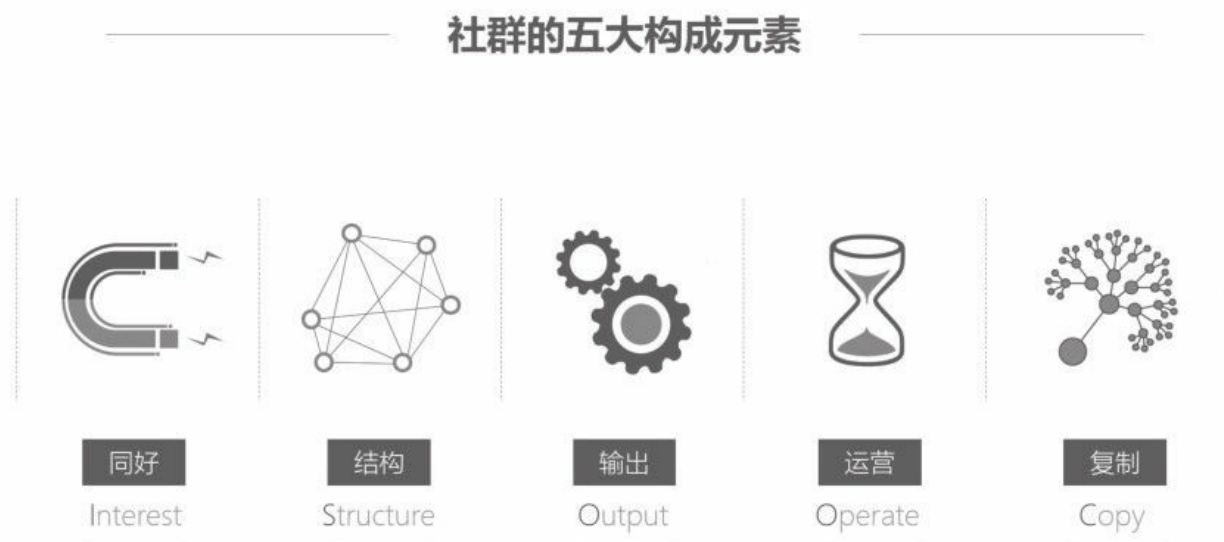 社群的五大构成元素
同好
结构
输出
运营
复制
Interest
Structure
Output
Operate
Copy